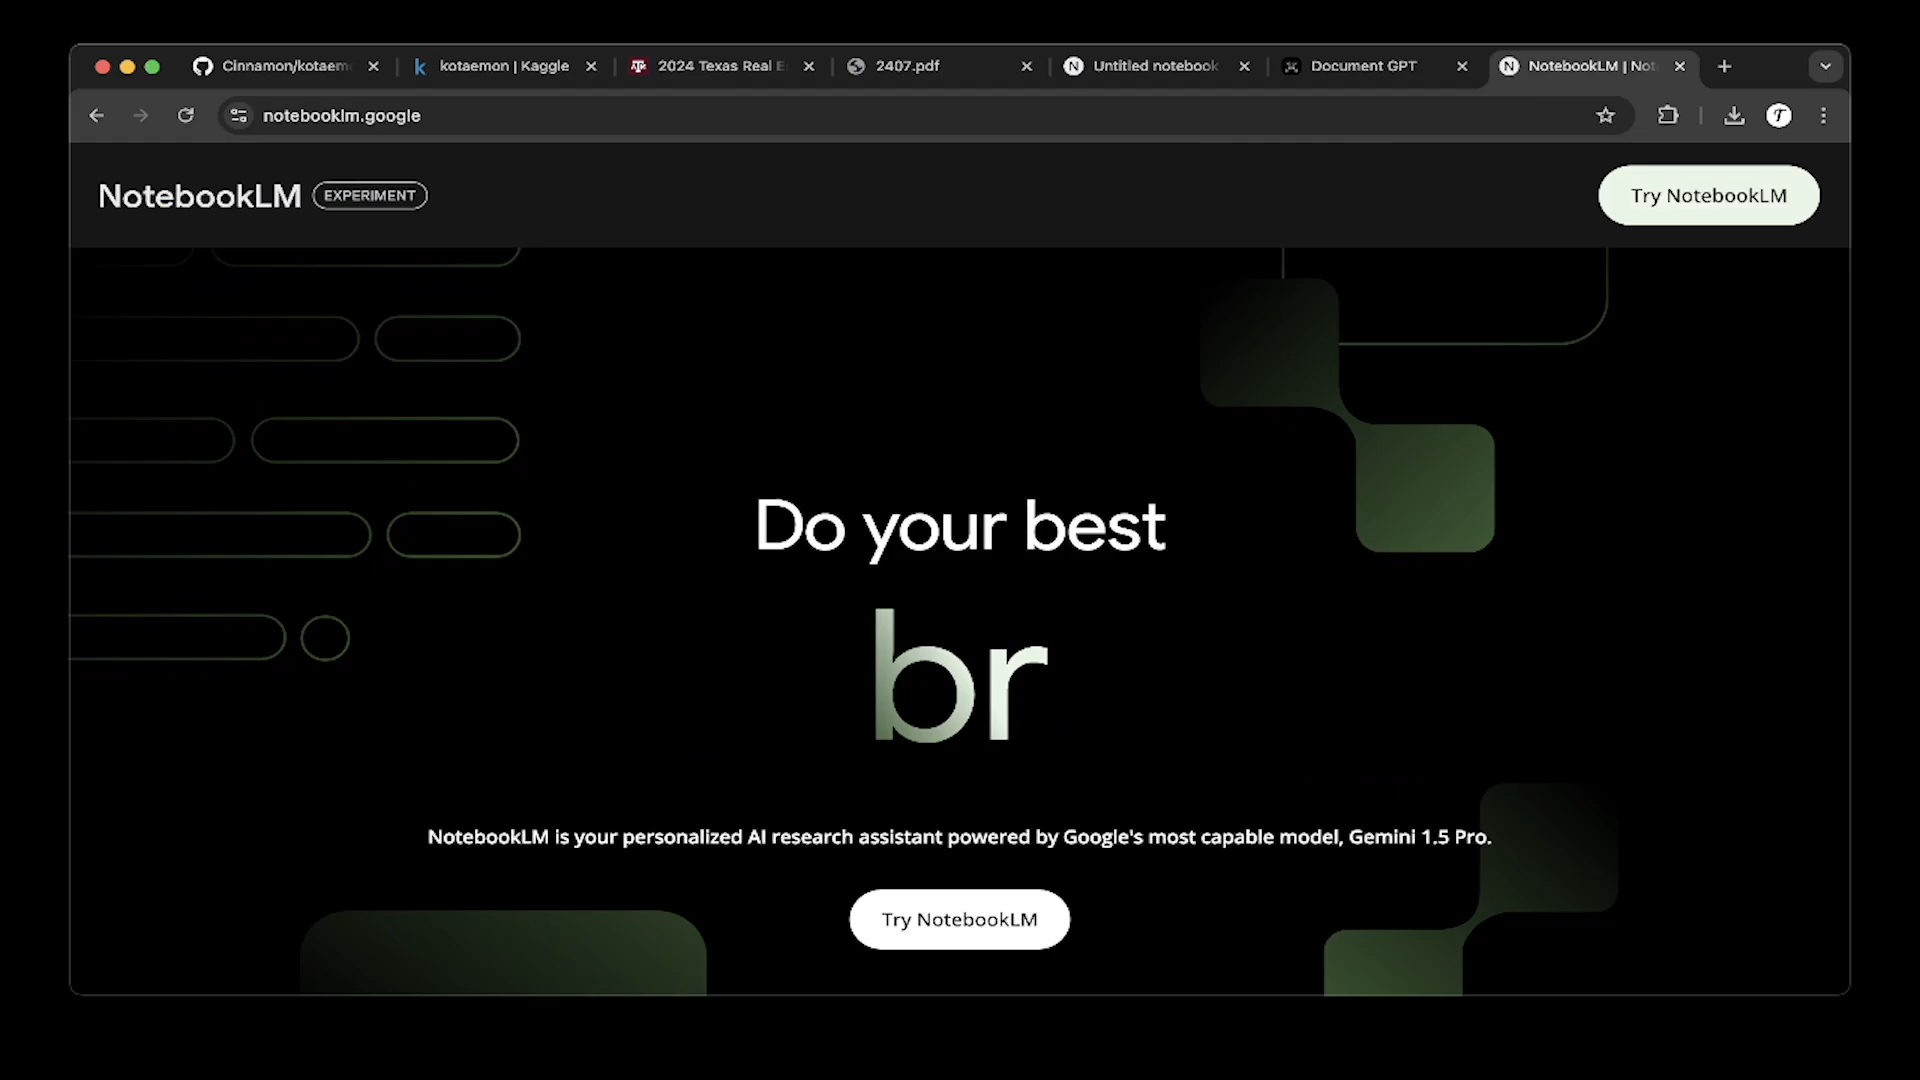 Cinnamon/kotaem
kotaemon | Kaggle
2024 Texas Real E
2407.pdf
Untitled notebook
Document GPT
NotebookLM | Not
notebooklm.google
NotebookLM EXPERIMENT
Try NotebookLM
Do your best
br
NotebookLM is your personalized AI research assistant powered by Google's most capable model, Gemini 1.5 Pro.
Try NotebookLM